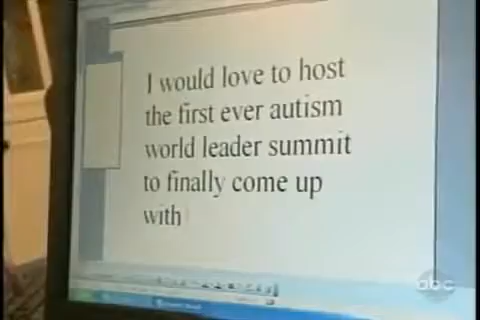 I would love to host
the first ever autism
world leader summit
to finally come up
with
abc